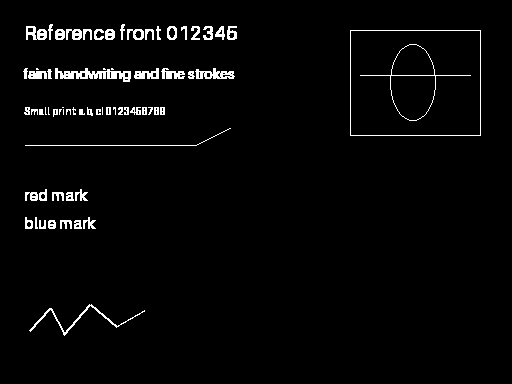 Reference front 012345
faint handwriting and fine strokes
Small print a, b, c! 0123456789
red mark
blue mark